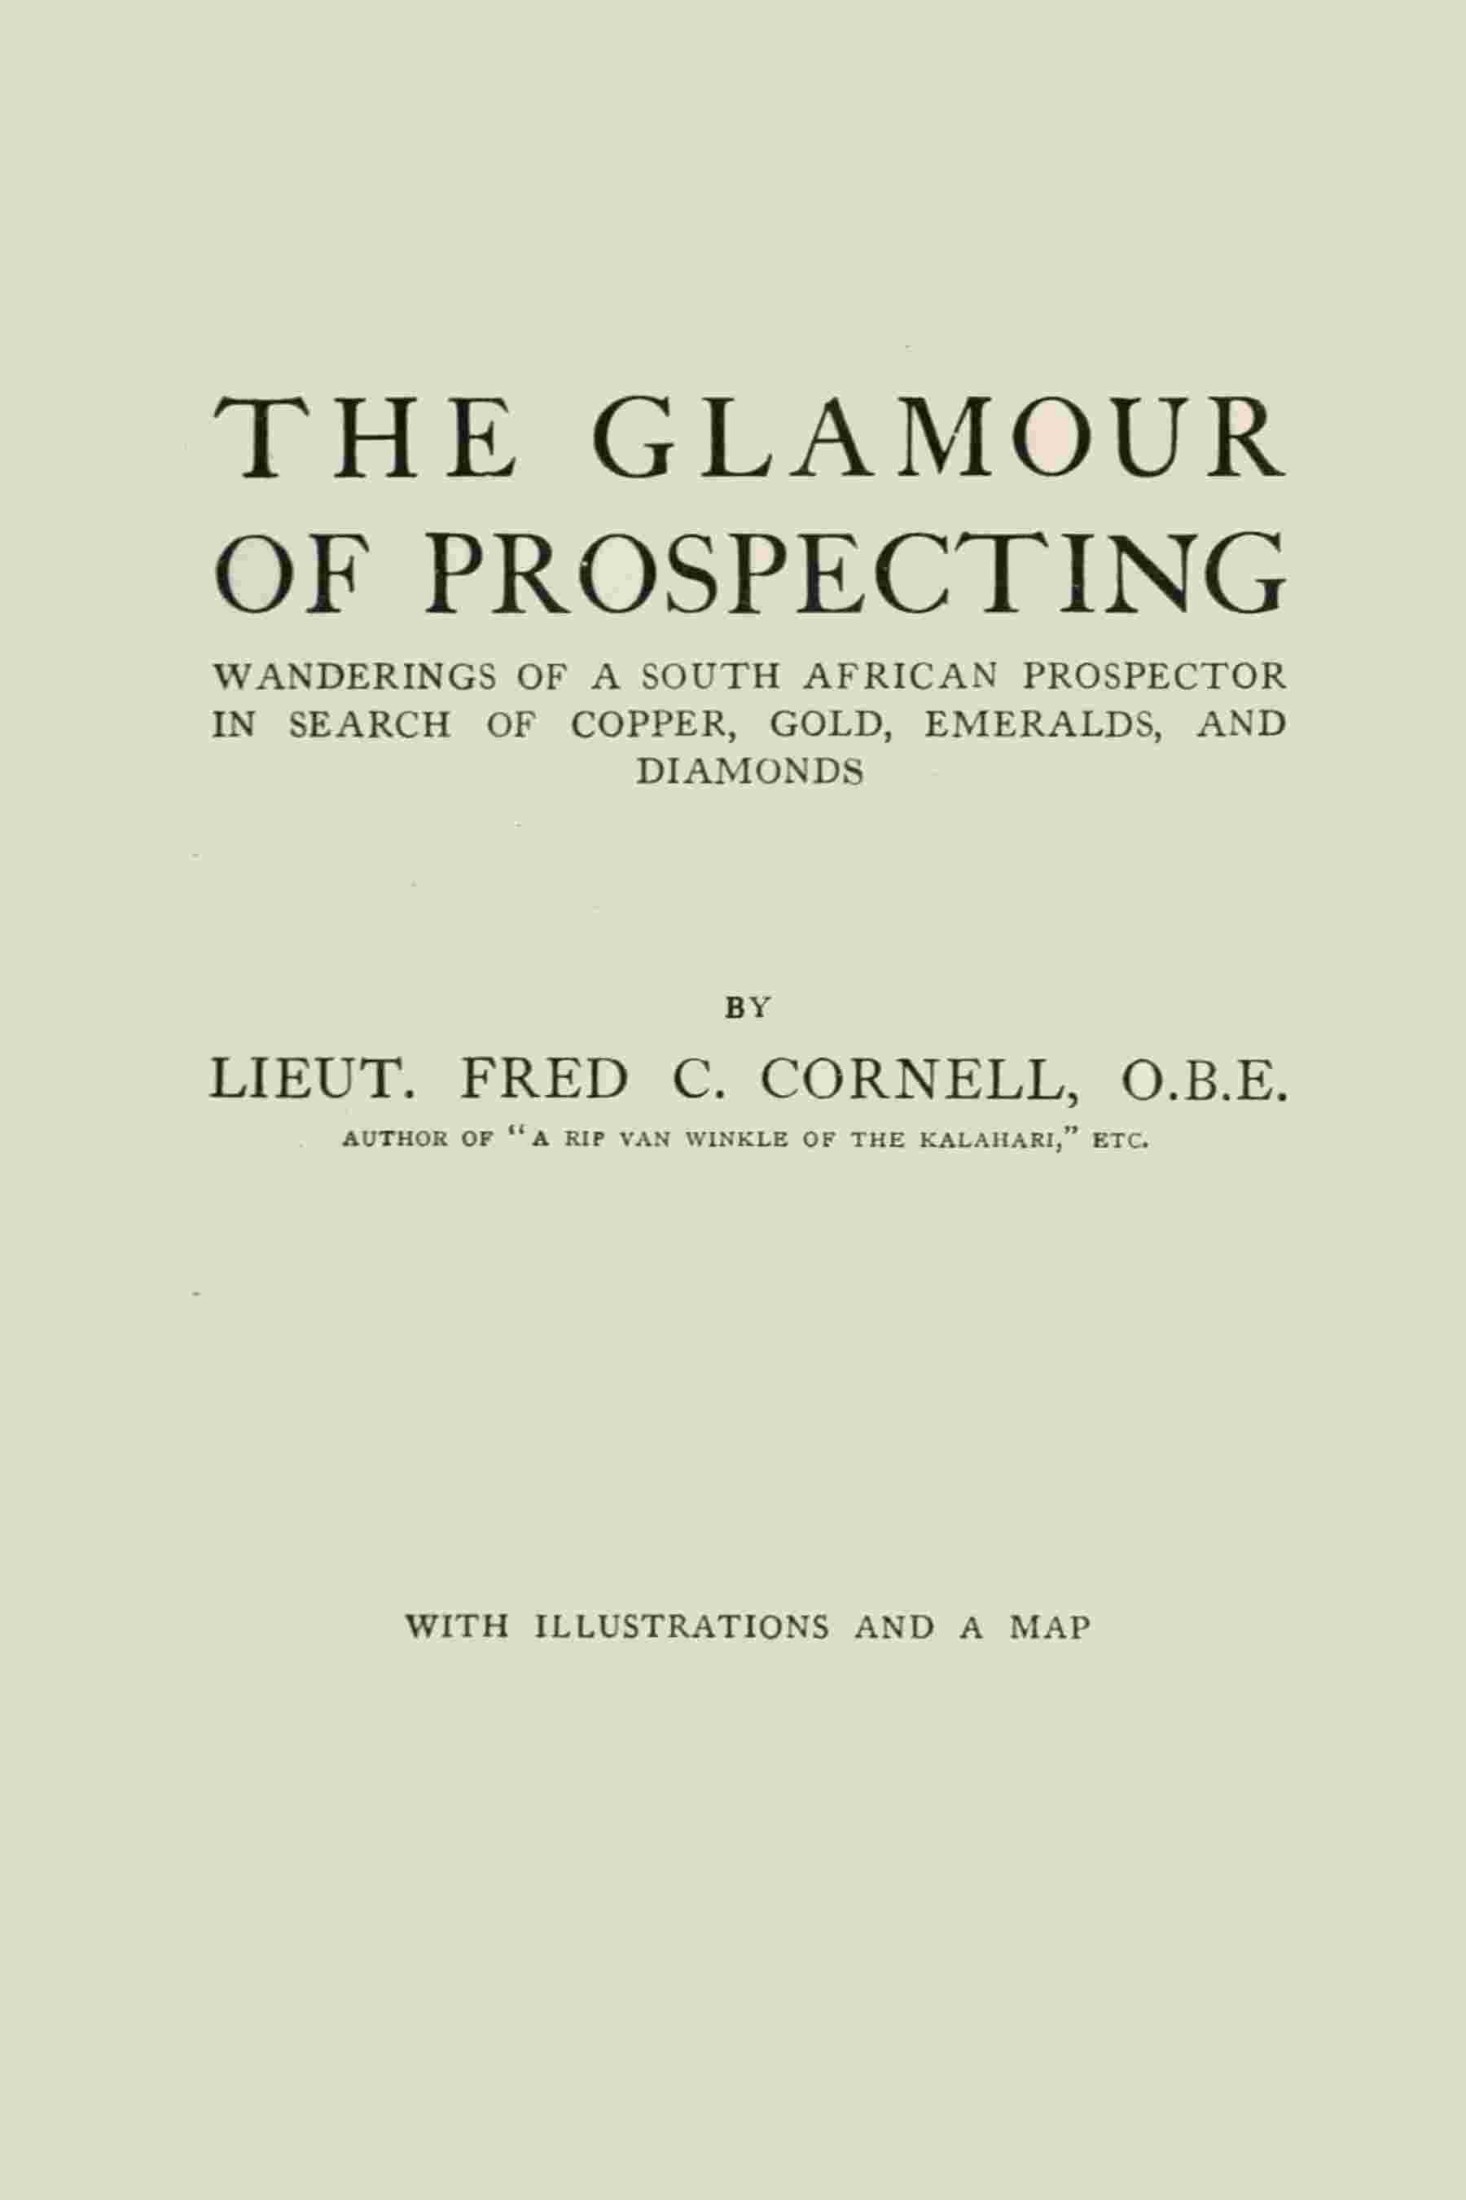 THE GLAMOUR
OF PROSPECTING
WANDERINGS OF A SOUTH AFRICAN PROSPECTOR
IN SEARCH OF COPPER, GOLD, EMERALDS, AND
DIAMONDS
BY
LIEUT. FRED C. CORNELL, O.B.E.
AUTHOR OF “A RIP VAN WINKLE OF THE KALAHARI,” ETC.
WITH ILLUSTRATIONS AND A MAP